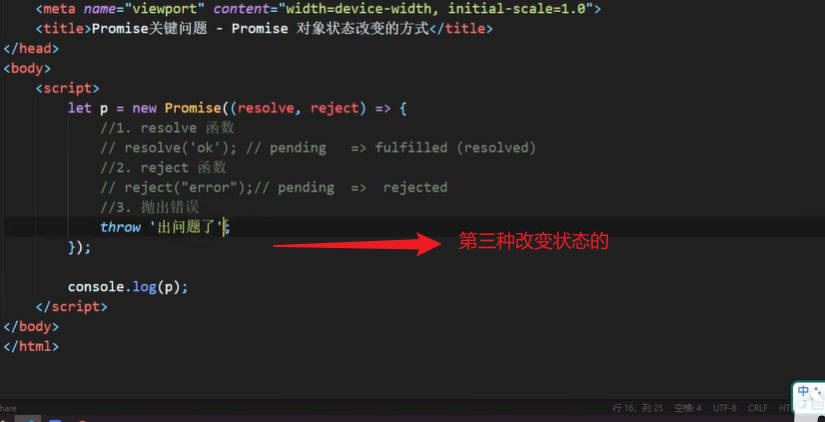 <meta name="viewport" content="width=device-width, initial-scale=1.0">
<title>Promise关键问题 - Promise 对象状态改变的方式</title>
</head>
<body>
<script>
let p = new Promise((resolve, reject) => {
//1. resolve 函数
// resolve('ok'); // pending => fulfilled (resolved)
//2. reject 函数
// reject("error");// pending => rejected
//3. 抛出错误
throw '出问题了';
第三种改变状态的
});
console.log(p);
</script>
</body>
</html>
hare 行 16，列 25 空格: 4 UTF-8 CRLF HT
中